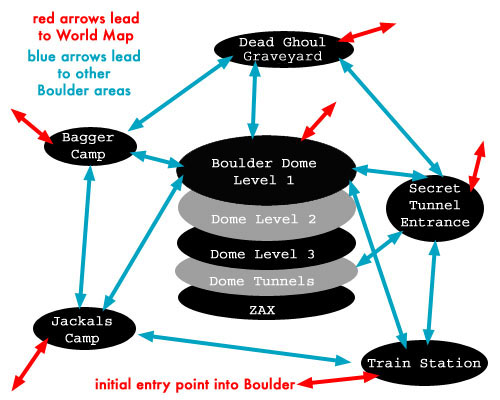 red arrows lead
to World Map
blue arrows lead
to other
Boulder areas
Dead Ghoul
Graveyard
Bagger
Camp
Boulder Dome
Level 1
Secret
Tunnel
Entrance
Dome Level 2
Dome Level 3
Dome Tunnels
ZAX
Jackals
Camp
Train Station
initial entry point into Boulder